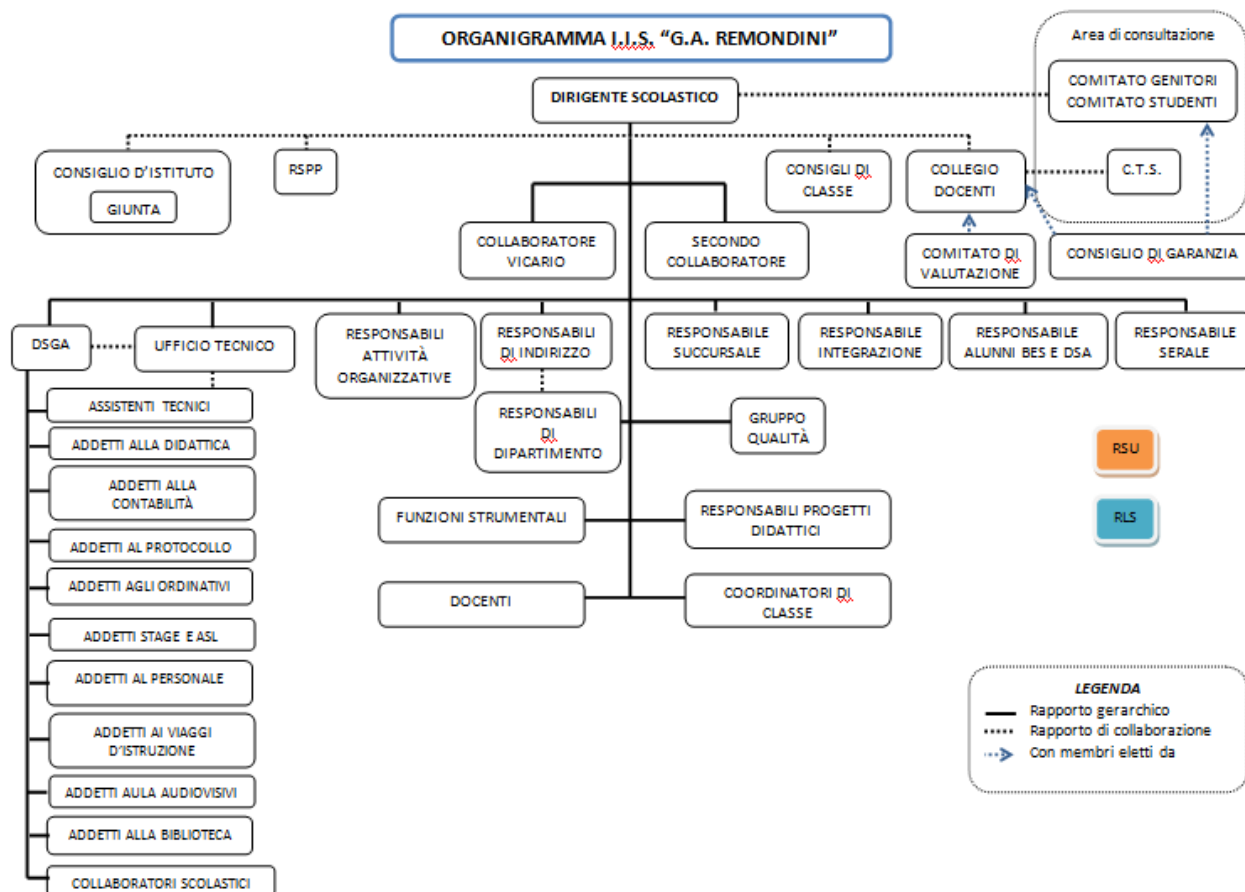 ORGANIGRAMMA I.I.S. “G.A. REMONDINI”
Area di consultazione
DIRIGENTE SCOLASTICO
COMITATO GENITORI
COMITATO STUDENTI
CONSIGLIO D’ISTITUTO
GIUNTA
RSPP
CONSIGLI DI
CLASSE
COLLEGIO
DOCENTI
C.T.S.
COLLABORATORE
VICARIO
SECONDO
COLLABORATORE
COMITATO DI
VALUTAZIONE
CONSIGLIO DI GARANZIA
DSGA
UFFICIO TECNICO
RESPONSABILI
ATTIVITÀ
ORGANIZZATIVE
RESPONSABILI
DI INDIRIZZO
RESPONSABILE
SUCCURSALE
RESPONSABILE
INTEGRAZIONE
RESPONSABILE
ALUNNI BES E DSA
RESPONSABILE
SERALE
ASSISTENTI TECNICI
ADDETTI ALLA DIDATTICA
ADDETTI ALLA
CONTABILITÀ
ADDETTI AL PROTOCOLLO
ADDETTI AGLI ORDINATIVI
ADDETTI STAGE E ASL
ADDETTI AL PERSONALE
ADDETTI AI VIAGGI
D’ISTRUZIONE
ADDETTI AULA AUDIOVISIVI
ADDETTI ALLA BIBLIOTECA
COLLABORATORI SCOLASTICI
RESPONSABILI
DI
DIPARTIMENTO
GRUPPO
QUALITÀ
FUNZIONI STRUMENTALI
RESPONSABILI PROGETTI
DIDATTICI
DOCENTI
COORDINATORI DI
CLASSE
RSU
RLS
LEGENDA
Rapporto gerarchico
Rapporto di collaborazione
Con membri eletti da